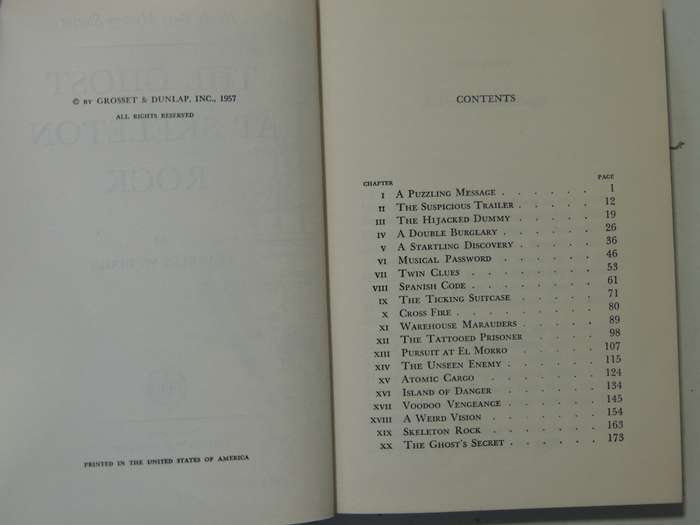 © BY GROSSET & DUNLAP, INC., 1957
ALL RIGHTS RESERVED
PRINTED IN THE UNITED STATES OF AMERICA
CONTENTS
CHAPTER PAGE
I A PUZZLING MESSAGE . . . . . . 1
II THE SUSPICIOUS TRAILER . . . . . 12
III THE HIJACKED DUMMY . . . . . 19
IV A DOUBLE BURGLARY . . . . . . 26
V A STARTLING DISCOVERY . . . . . 36
VI MUSICAL PASSWORD . . . . . . 46
VII TWIN CLUES . . . . . . . . 53
VIII SPANISH CODE . . . . . . . . 61
IX THE TICKING SUITCASE . . . . . 71
X CROSS FIRE . . . . . . . . 80
XI WAREHOUSE MARAUDERS . . . . . 89
XII THE TATTOOED PRISONER . . . . 98
XIII PURSUIT AT EL MORRO . . . . . 107
XIV THE UNSEEN ENEMY . . . . . . 115
XV ATOMIC CARGO . . . . . . . 124
XVI ISLAND OF DANGER . . . . . . 134
XVII VOODOO VENGEANCE . . . . . . 145
XVIII A WEIRD VISION . . . . . . . 154
XIX SKELETON ROCK . . . . . . . 163
XX THE GHOST'S SECRET . . . . . . 173